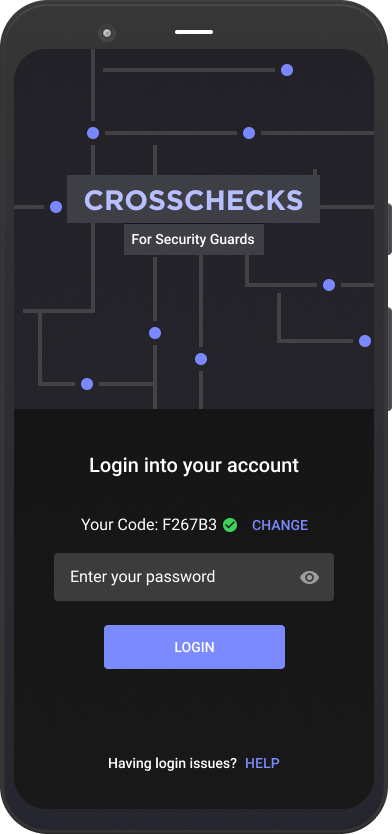 CROSSCHECKS
For Security Guards
Login into your account
Your Code: F267B3 CHANGE
Enter your password
LOGIN
Having login issues? HELP